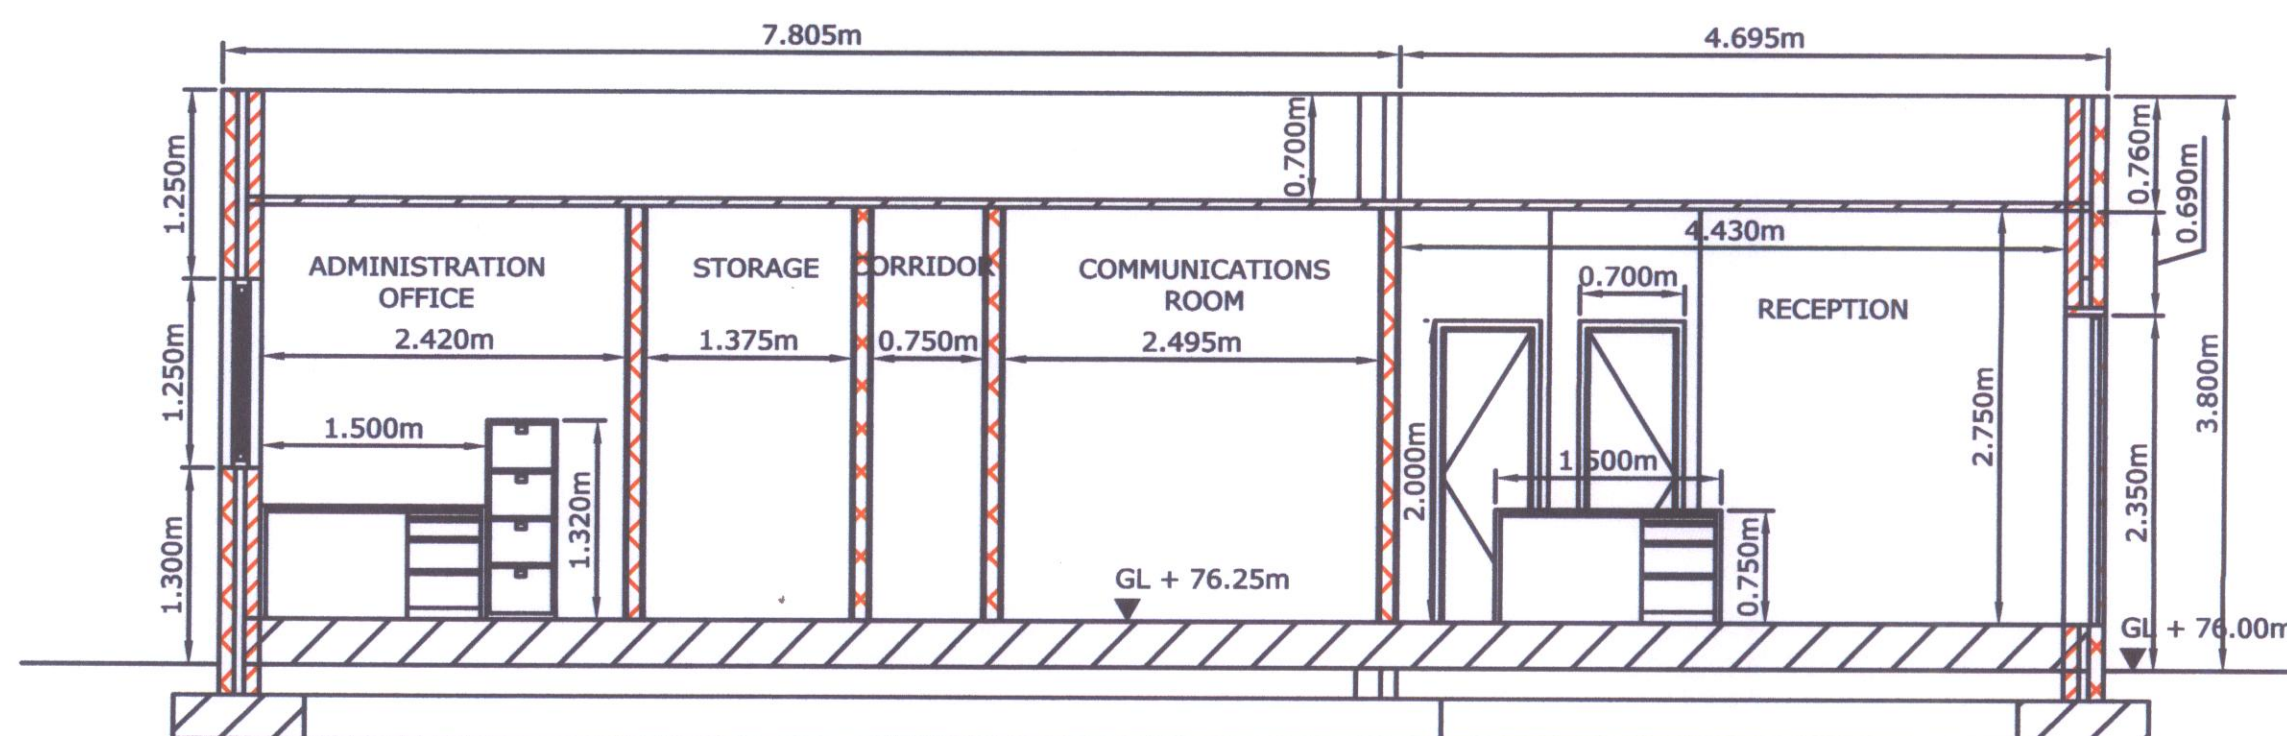 7.805m
4.695m
1.250m
0.700m
0.760m
0.690m
4.430m
ADMINISTRATION
OFFICE
STORAGE
CORRIDOR
COMMUNICATIONS
ROOM
0.700m
RECEPTION
2.420m
1.375m
0.750m
2.495m
1.250m
3.800m
2.750m
1.500m
1.500m
2.000m
2.350m
1.320m
1.300m
0.750m
GL + 76.25m
GL + 76.00m